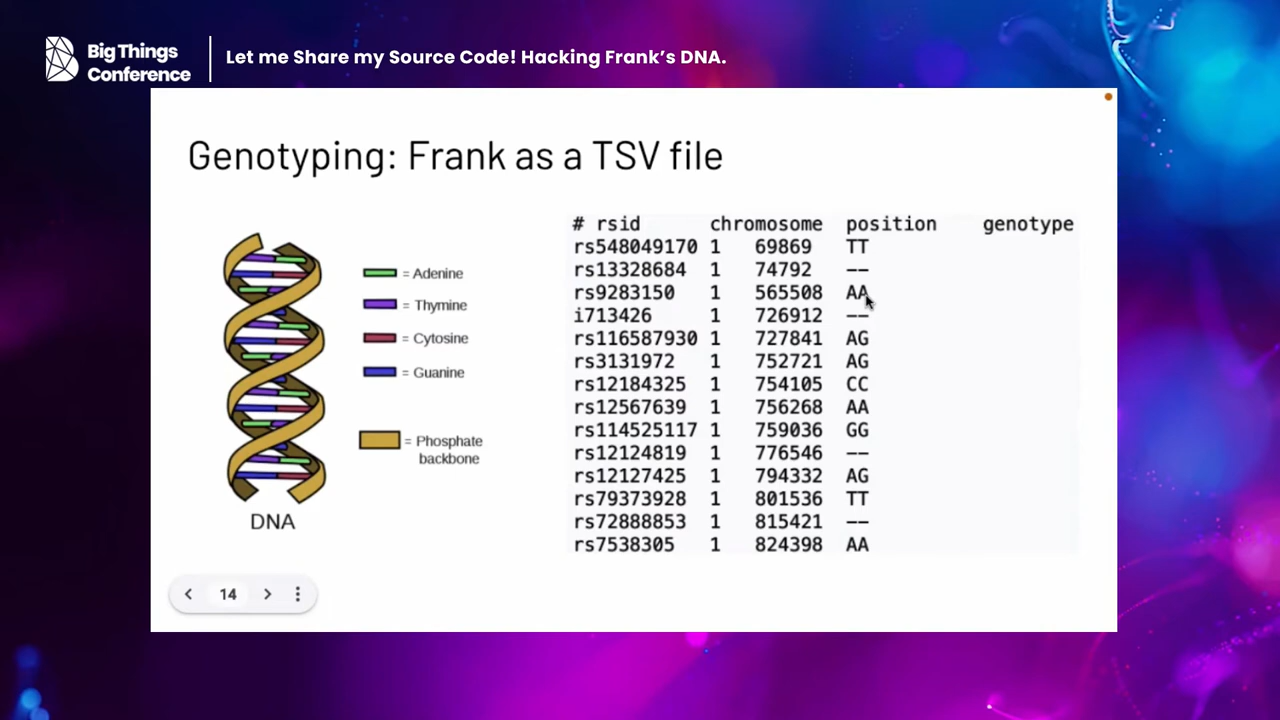 Big Things
Conference
Let me Share my Source Code! Hacking Frank's DNA.
Genotyping: Frank as a TSV file
= Adenine
= Thymine
= Cytosine
= Guanine
= Phosphate
backbone
DNA
# rsid chromosome position genotype
rs548049170 1 69869 TT
rs13328684 1 74792 --
rs9283150 1 565508 AA
i713426 1 726912 --
rs116587930 1 727841 AG
rs3131972 1 752721 AG
rs12184325 1 754105 CC
rs12567639 1 756268 AA
rs114525117 1 759036 GG
rs12124819 1 776546 --
rs12127425 1 794332 AG
rs79373928 1 801536 TT
rs72888853 1 815421 --
rs7538305 1 824398 AA
14